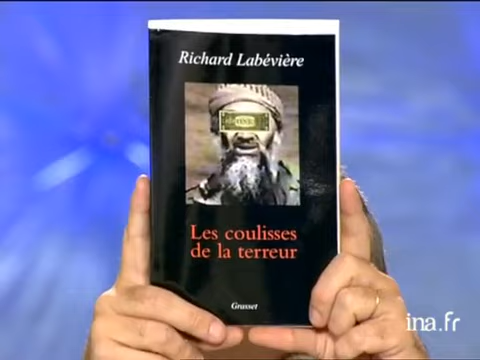 Richard Labévière
Les coulisses
de la terreur
Grasset
ina.fr